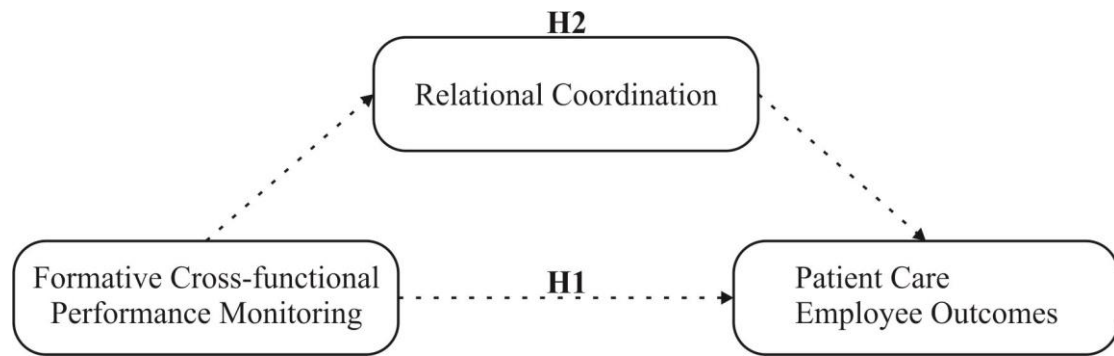 H2
Relational Coordination
Formative Cross-functional
Performance Monitoring
H1
Patient Care
Employee Outcomes